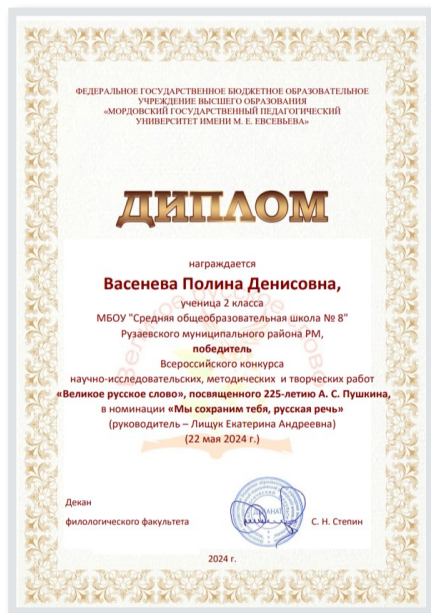 ФЕДЕРАЛЬНОЕ ГОСУДАРСТВЕННОЕ БЮДЖЕТНОЕ ОБРАЗОВАТЕЛЬНОЕ
УЧРЕЖДЕНИЕ ВЫСШЕГО ОБРАЗОВАНИЯ
«МОРДОВСКИЙ ГОСУДАРСТВЕННЫЙ ПЕДАГОГИЧЕСКИЙ
УНИВЕРСИТЕТ ИМЕНИ М. Е. ЕВСЕВЬЕВА»
ДИПЛОМ
награждается
Васенева Полина Денисовна,
ученица 2 класса
МБОУ "Средняя общеобразовательная школа № 8"
Рузаевского муниципального района РМ,
победитель
Всероссийского конкурса
научно-исследовательских, методических и творческих работ
«Великое русское слово», посвященного 225-летию А. С. Пушкина,
в номинации «Мы сохраним тебя, русская речь»
(руководитель – Лищук Екатерина Андреевна)
(22 мая 2024 г.)
Декан
филологического факультета С. Н. Степин
ДЕКАНАТ
2024 г.